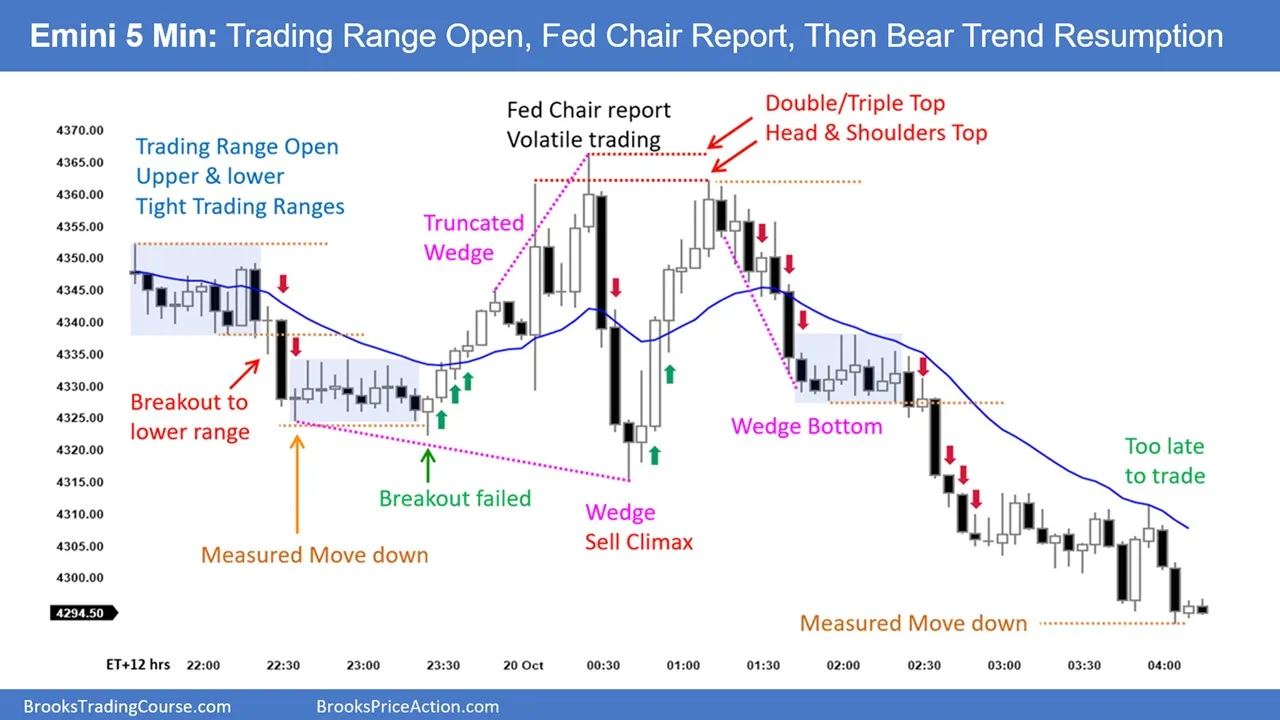 Emini 5 Min: Trading Range Open, Fed Chair Report, Then Bear Trend Resumption
4370.00
4365.00
4360.00
4355.00
4350.00
4345.00
4340.00
4335.00
4330.00
4325.00
4320.00
4315.00
4310.00
4305.00
4300.00
4294.50
Trading Range Open
Upper & lower
Tight Trading Ranges
Fed Chair report
Volatile trading
Double/Triple Top
Head & Shoulders Top
Truncated
Wedge
Breakout to
lower range
Breakout failed
Measured Move down
Wedge
Sell Climax
Wedge Bottom
Too late
to trade
Measured Move down
ET+12 hrs
22:00
22:30
23:00
23:30
20 Oct
00:30
01:00
01:30
02:00
02:30
03:00
03:30
04:00
BrooksTradingCourse.com
BrooksPriceAction.com